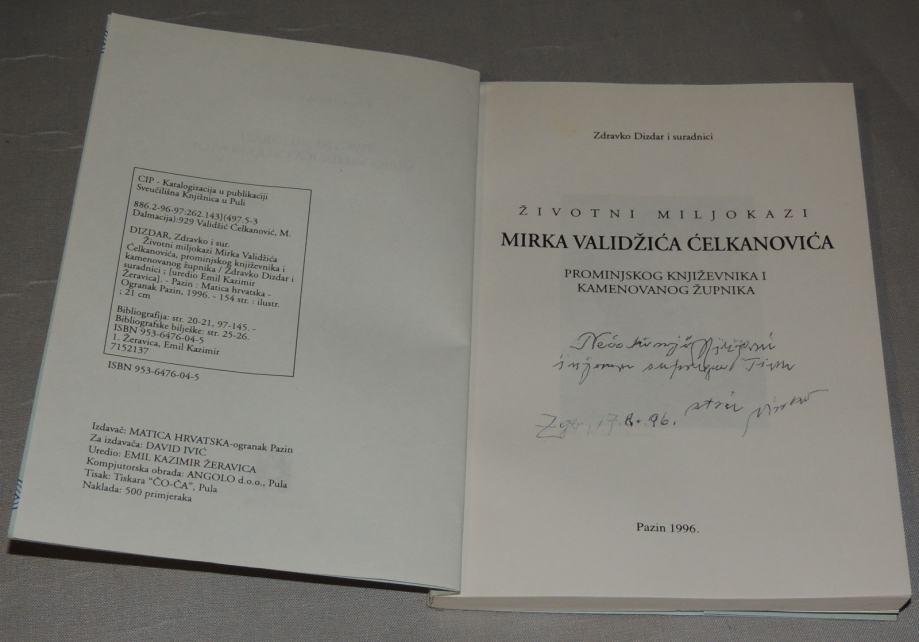 CIP - Katalogizacija u publikaciji
Sveučilišna Knjižnica u Puli
886.2-96-97:262.143](497.5-3
Dalmacija):929 Validžić Ćelkanović, M.
DIZDAR, Zdravko i sur.
Životni miljokazi Mirka Validžića
Ćelkanovića, prominjskog književnika i
kamenovanog župnika / Zdravko Dizdar i
suradnici ; [uredio Emil Kazimir
Žeravica]. - Pazin : Matica hrvatska -
Ogranak Pazin, 1996. - 154 str. : ilustr.
; 21 cm
Bibliografija: str. 20-21, 97-145. -
Bibliografske bilješke: str. 25-26.
ISBN 953-6476-04-5
1. Žeravica, Emil Kazimir
7152137
ISBN 953-6476-04-5
Izdavač: MATICA HRVATSKA-ogranak Pazin
Za izdavača: DAVID IVIĆ
Uredio: EMIL KAZIMIR ŽERAVICA
Kompjutorska obrada: ANGOLO d.o.o., Pula
Tisak: Tiskara "ČO-ČA", Pula
Naklada: 500 primjeraka
Zdravko Dizdar i suradnici
ŽIVOTNI MILJOKAZI
MIRKA VALIDŽIĆA ĆELKANOVIĆA
PROMINJSKOG KNJIŽEVNIKA I
KAMENOVANOG ŽUPNIKA
96.
Pazin 1996.